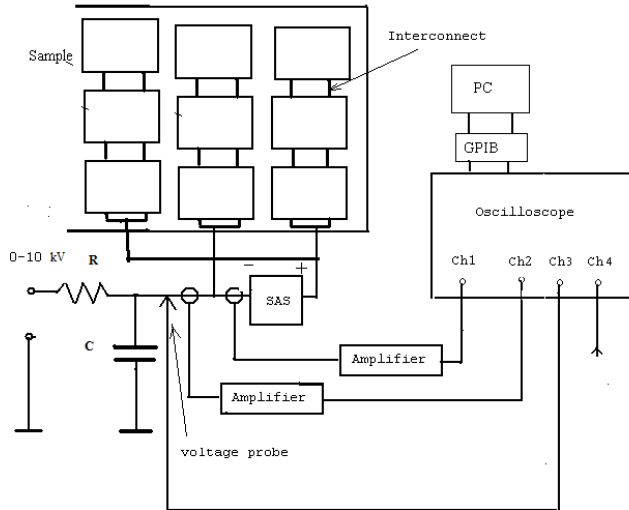 Sample
Interconnect
PC
GPIB
Oscilloscope
Ch1 Ch2 Ch3 Ch4
0-10 kV R
- +
SAS
C
Amplifier
Amplifier
voltage probe